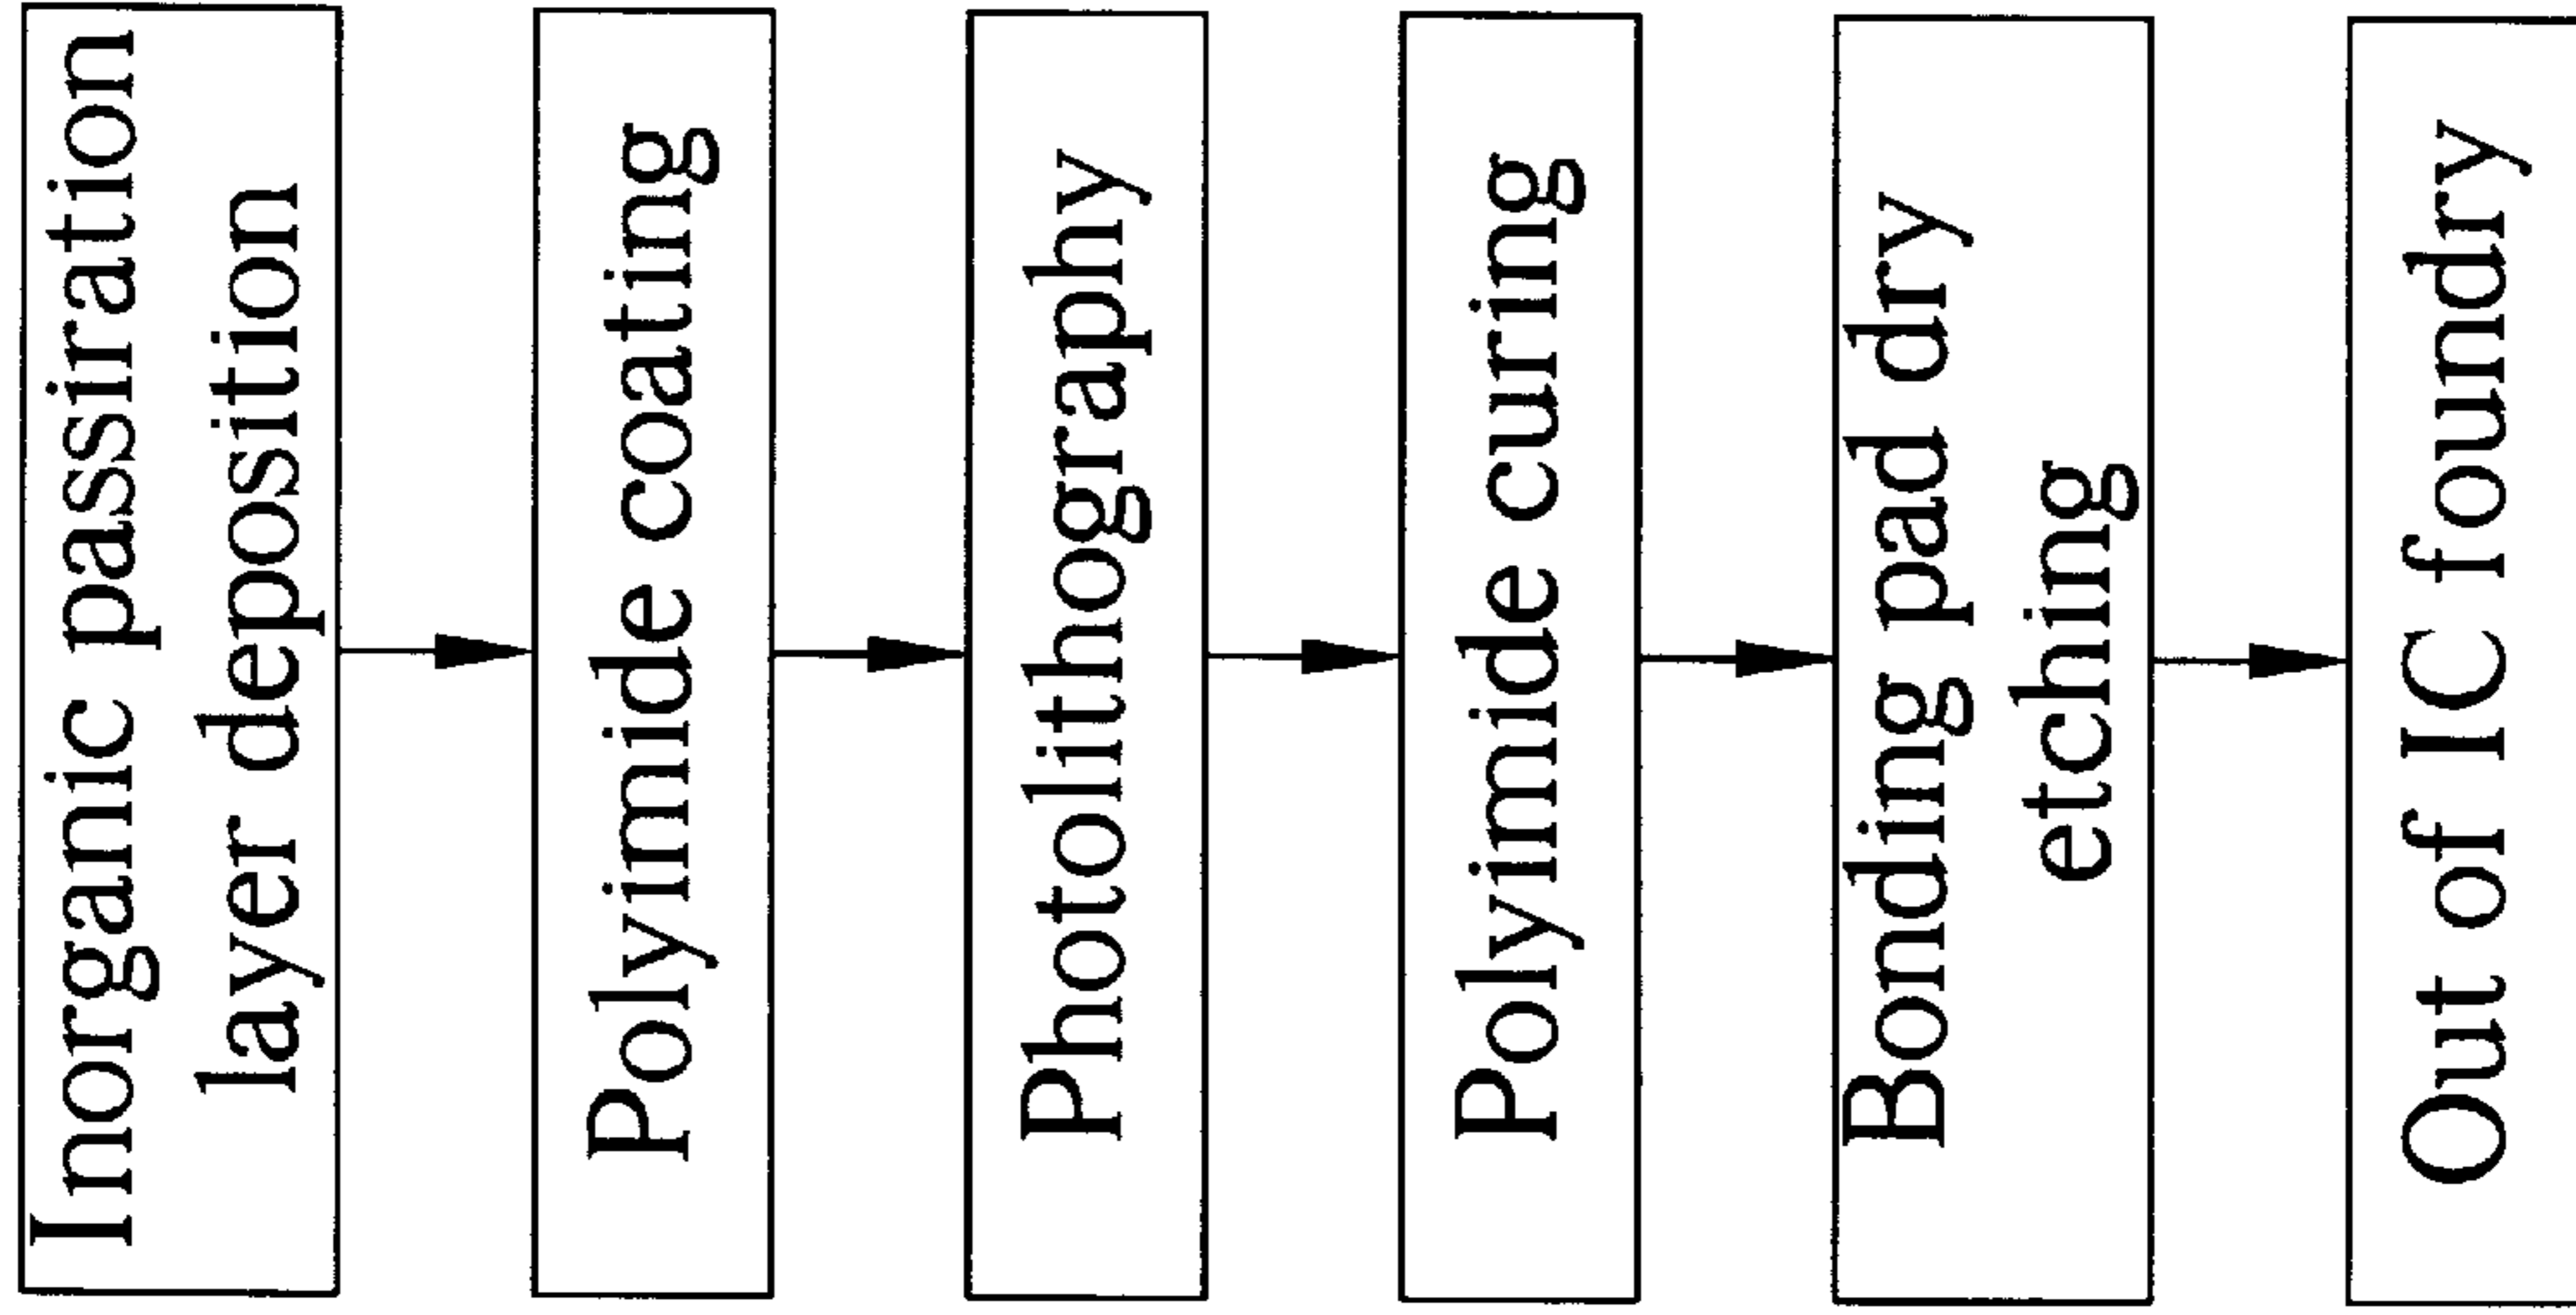 Inorganic passiration
layer deposition
Polyimide coating
Photolithography
Polyimide curing
Bonding pad dry
etching
Out of IC foundry